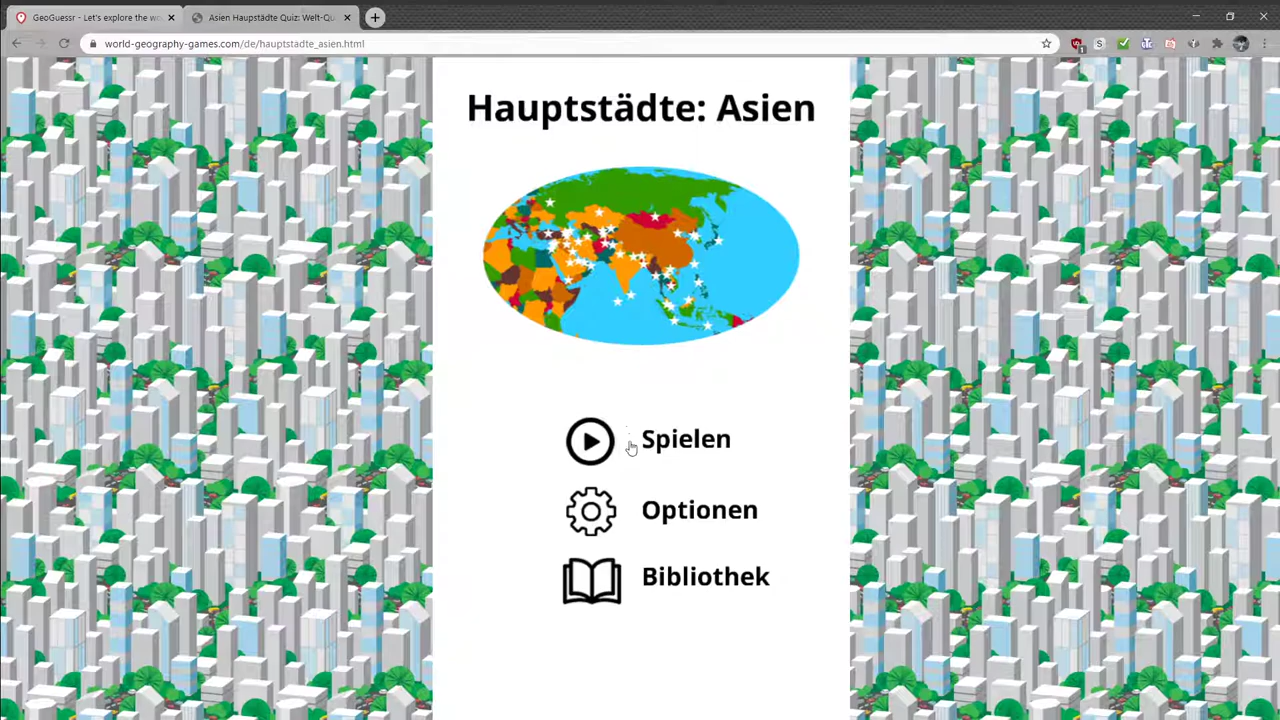 GeoGuessr - Let's explore the wo
Asien Haupstädte Quiz: Welt-Qu
world-geography-games.com/de/hauptstadte_asien.html
Hauptstädte: Asien
Spielen
Optionen
Bibliothek